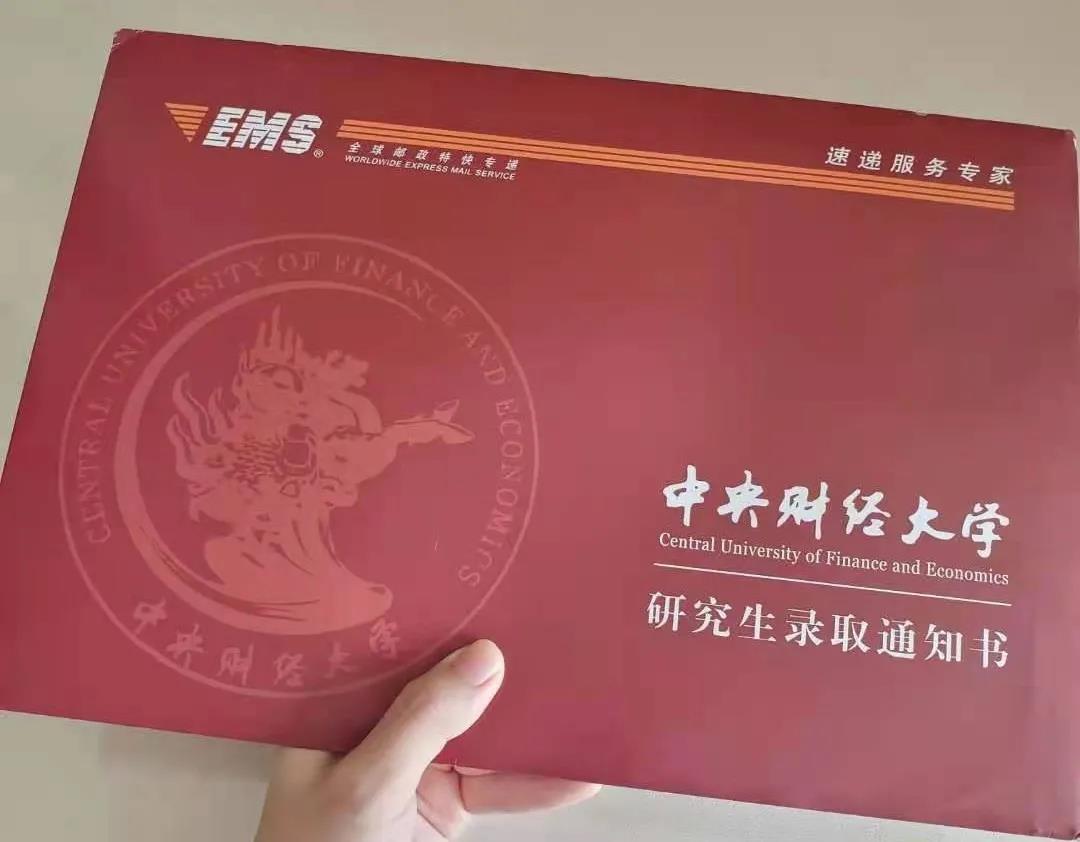 EMS®
全球邮政特快专递
WORLDWIDE EXPRESS MAIL SERVICE
速递服务专家
CENTRAL UNIVERSITY OF FINANCE AND ECONOMICS
中央财经大学
中央财经大学
Central University of Finance and Economics
研究生录取通知书